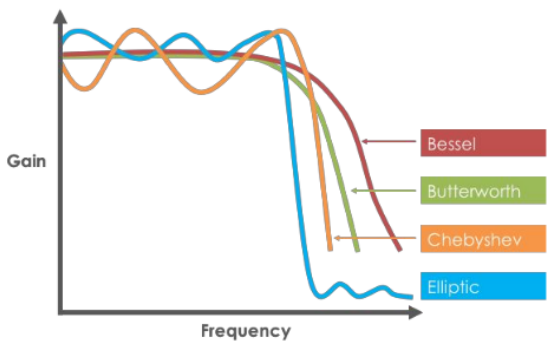 Gain
Bessel
Butterworth
Chebyshev
Elliptic
Frequency